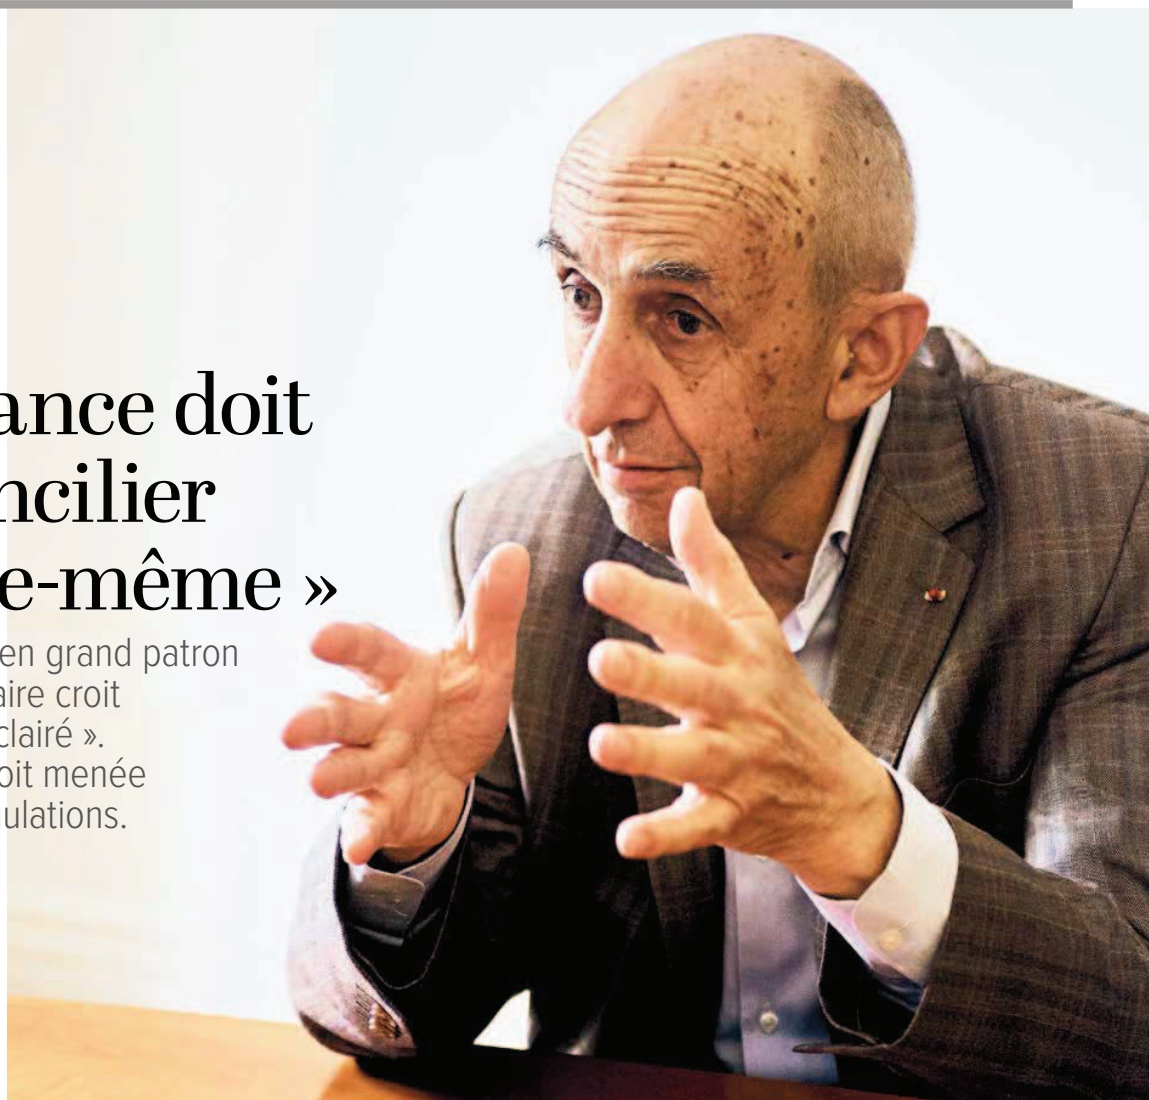 ance doit
ncilier
e-même »
en grand patron
aire croit
clairé ».
oit menée
ulations.